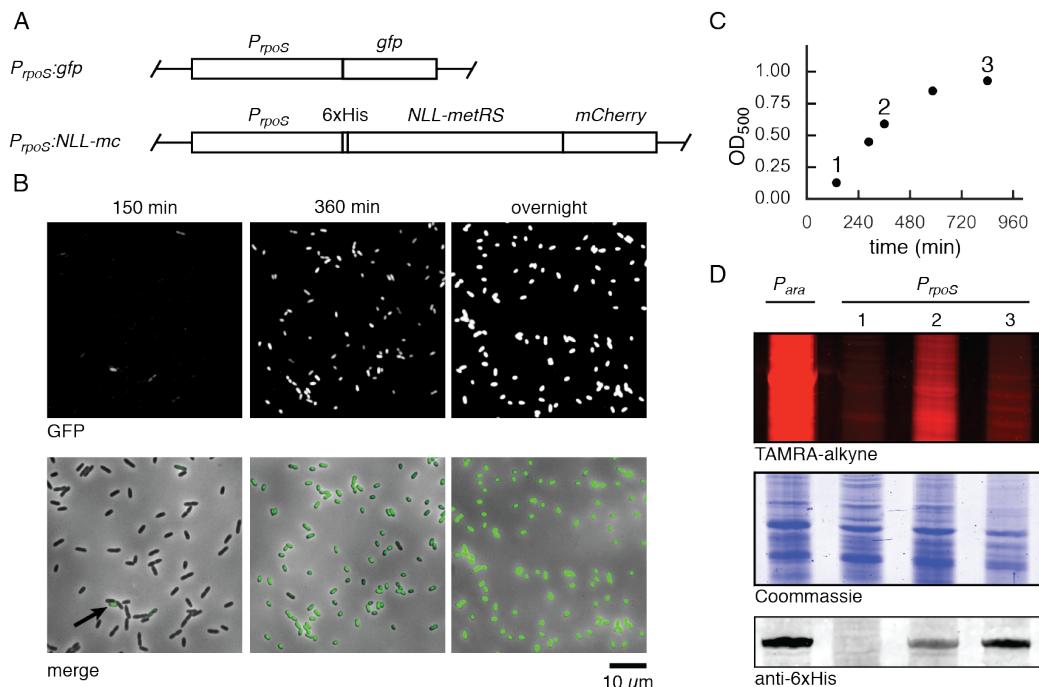 A
P_rpoS gfp
P_rpoS:gfp
P_rpoS 6xHis NLL-metRS mCherry
P_rpoS:NLL-mc
B
150 min 360 min overnight
GFP
merge
10 µm
C
OD500
1.00
0.75
0.50
0.25
0.00
1 2 3
0 240 480 720 960
time (min)
D
P_ara P_rpoS
1 2 3
TAMRA-alkyne
Coommassie
anti-6xHis